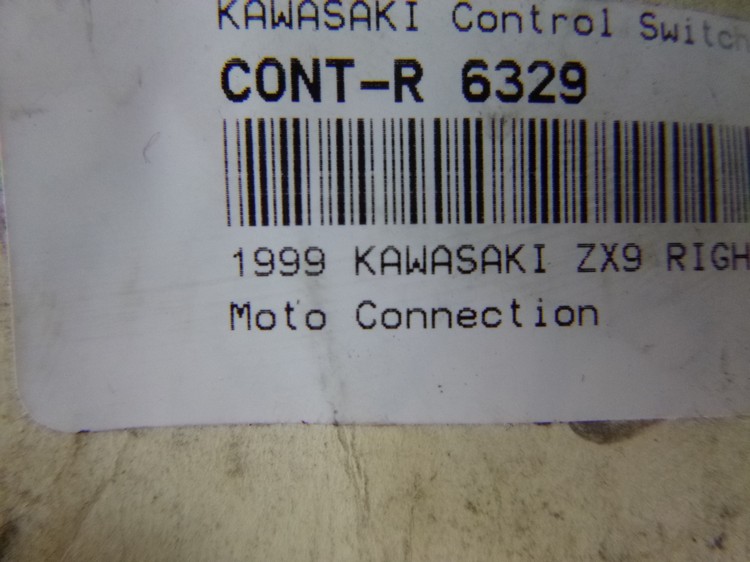 KAWASAKI Control Switch
CONT-R 6329
1999 KAWASAKI ZX9 RIGH
Moto Connection